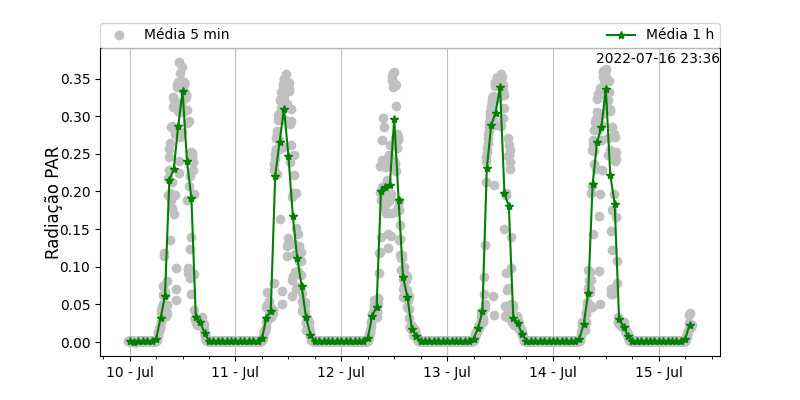 Média 5 min
Média 1 h
2022-07-16 23:36
Radiação PAR
0.35
0.30
0.25
0.20
0.15
0.10
0.05
0.00
10 - Jul
11 - Jul
12 - Jul
13 - Jul
14 - Jul
15 - Jul